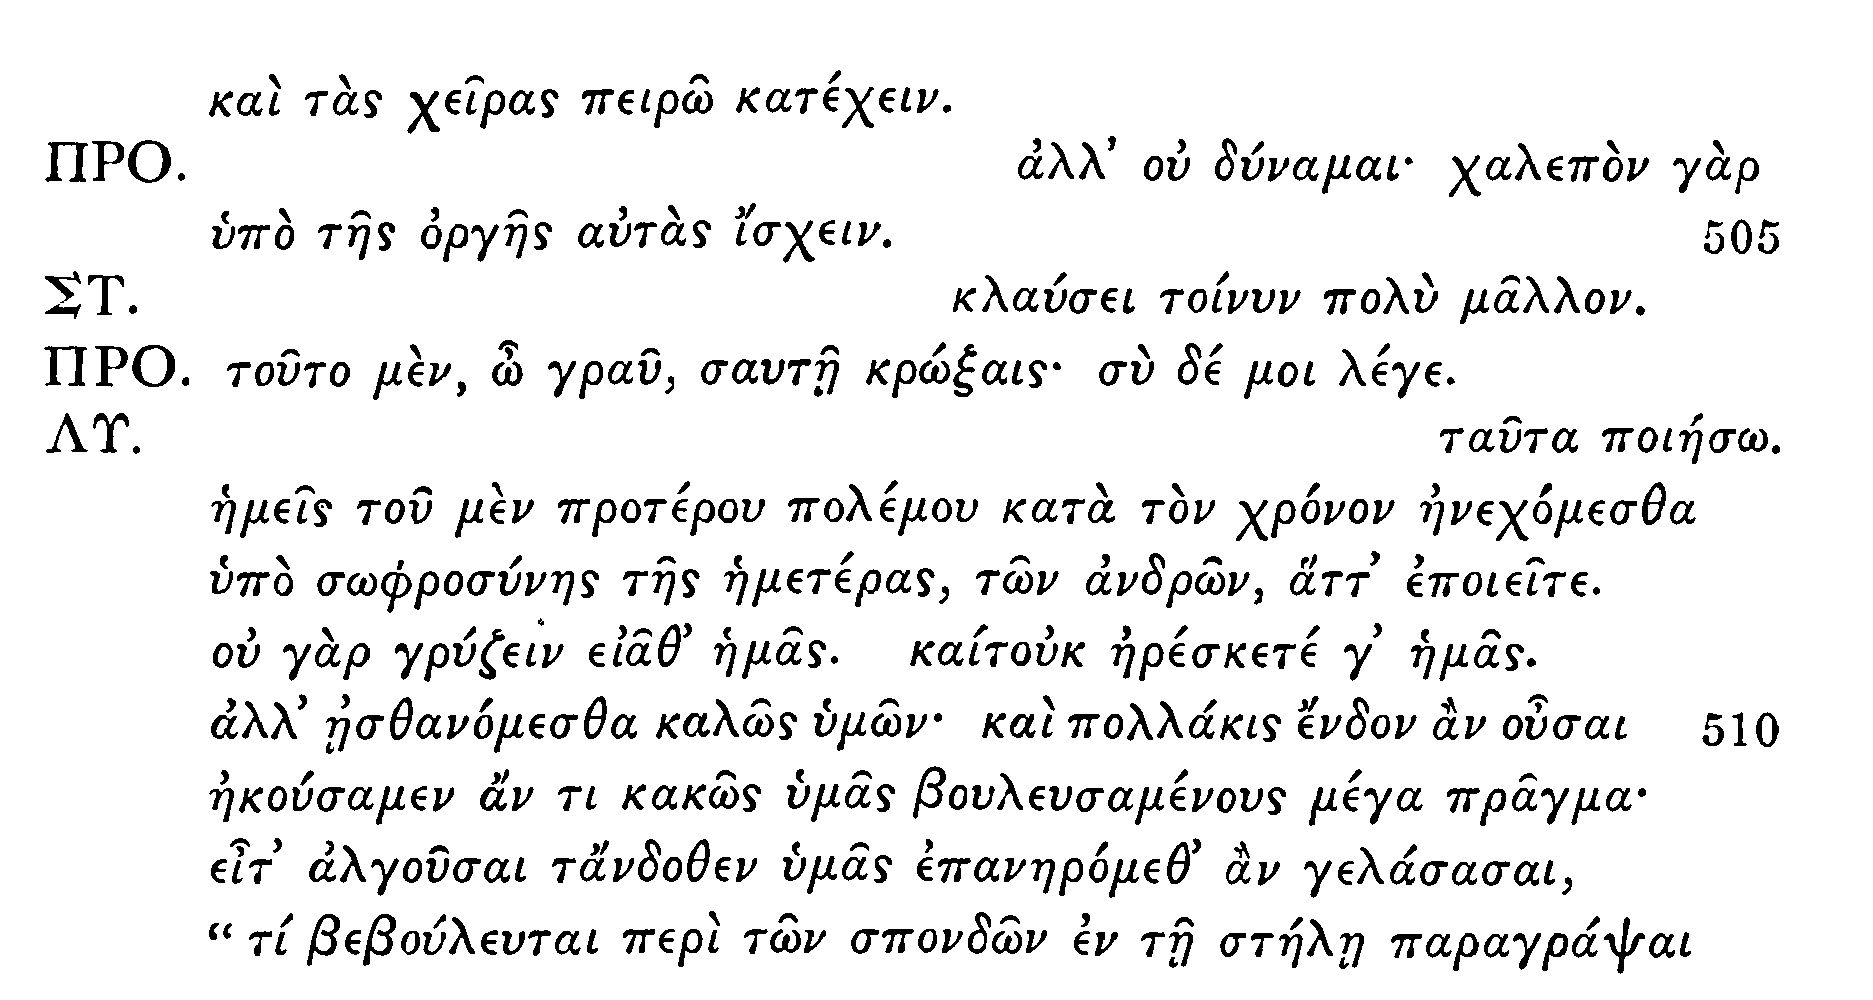 καὶ τὰς χεῖρας πειρῶ κατέχειν.
ΠΡΟ. ἀλλ’ οὐ δύναμαι· χαλεπὸν γὰρ
ὑπὸ τῆς ὀργῆς αὐτὰς ἴσχειν. 505
ΣΤ. κλαύσει τοίνυν πολὺ μᾶλλον.
ΠΡΟ. τοῦτο μὲν, ὦ γραῦ, σαυτῇ κρώξαις· σὺ δέ μοι λέγε.
ΛΥ. ταῦτα ποιήσω.
ἡμεῖς τοῦ μὲν προτέρου πολέμου κατὰ τὸν χρόνον ἠνεχόμεσθα
ὑπὸ σωφροσύνης τῆς ἡμετέρας, τῶν ἀνδρῶν, ἅττ’ ἐποιεῖτε.
οὐ γὰρ γρύζειν εἰᾶθ’ ἡμᾶς. καίτοὐκ ἠρέσκετέ γ’ ἡμᾶς.
ἀλλ’ ᾐσθανόμεσθα καλῶς ὑμῶν· καὶ πολλάκις ἔνδον ἂν οὖσαι 510
ἠκούσαμεν ἄν τι κακῶς ὑμᾶς βουλευσαμένους μέγα πρᾶγμα·
εἶτ’ ἀλγοῦσαι τἄνδοθεν ὑμᾶς ἐπανηρόμεθ’ ἂν γελάσασαι,
“ τί βεβούλευται περὶ τῶν σπονδῶν ἐν τῇ στήλῃ παραγράψαι